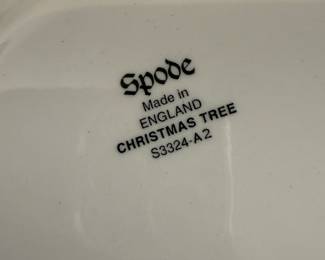 Spode
Made in
ENGLAND
CHRISTMAS TREE
S3324-A2